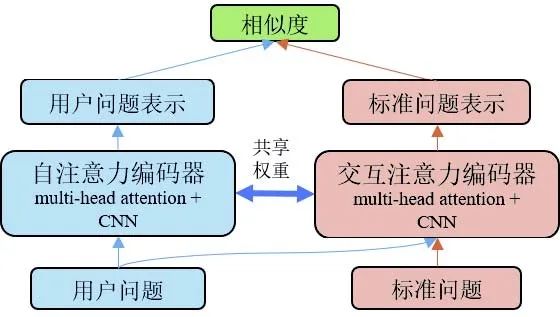 相似度
用户问题表示
标准问题表示
自注意力编码器
multi-head attention +
CNN
共享
权重
交互注意力编码器
multi-head attention +
CNN
用户问题
标准问题